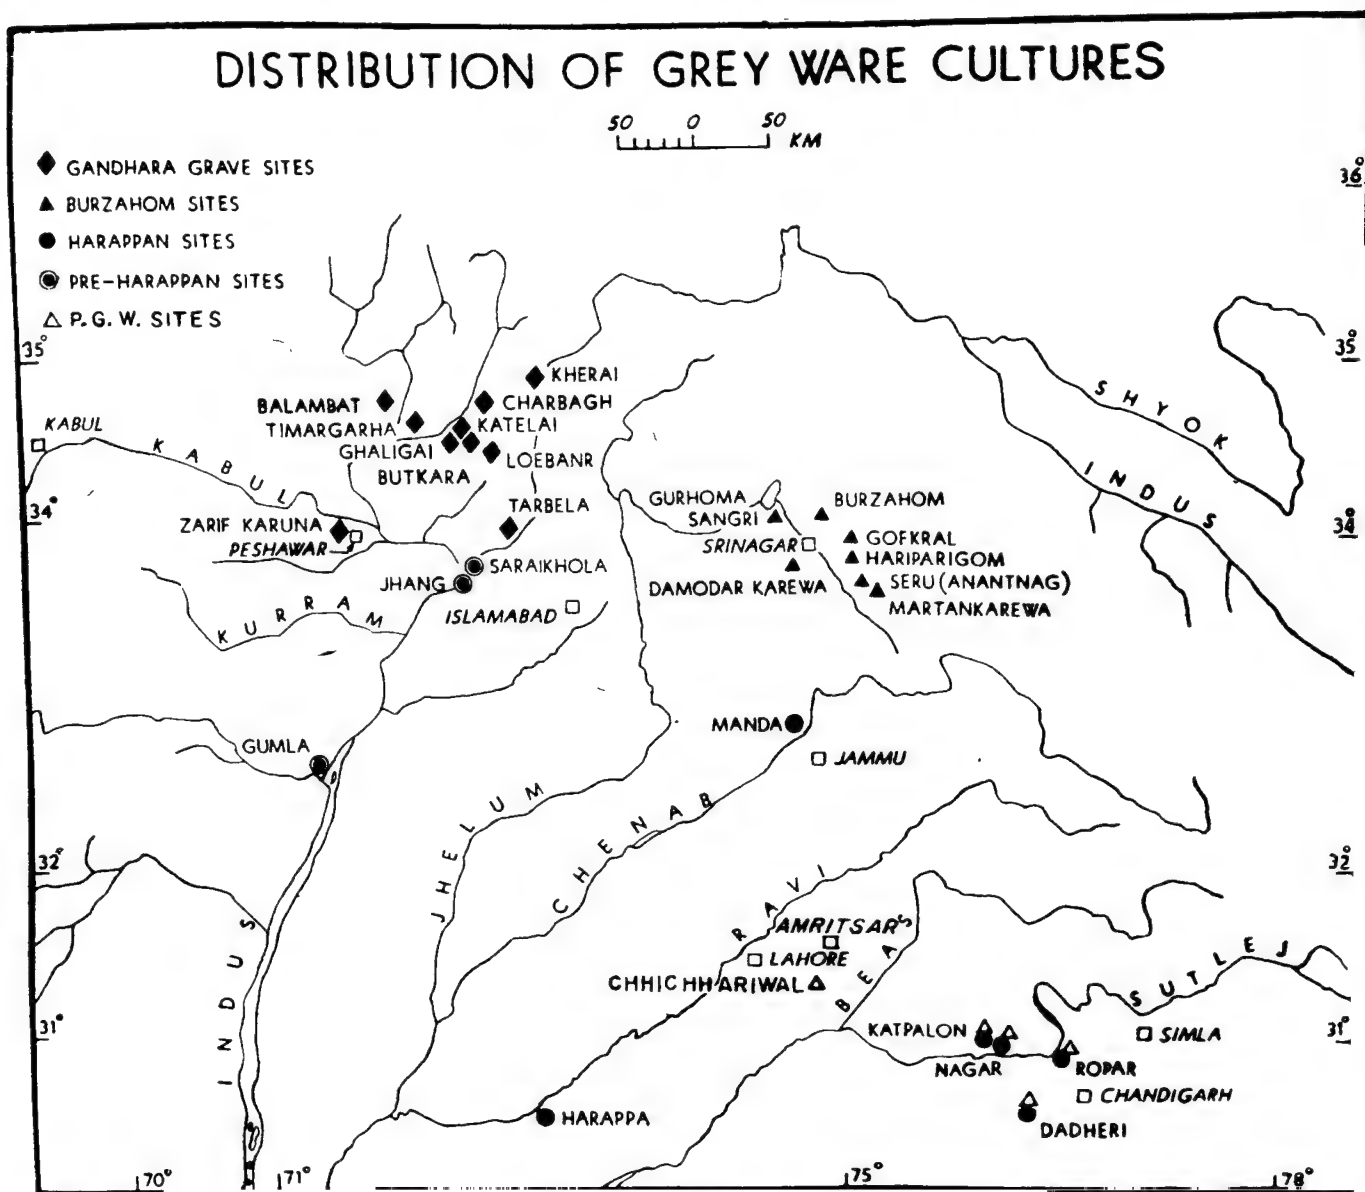 DISTRIBUTION OF GREY WARE CULTURES
50 0 50 KM
GANDHARA GRAVE SITES
BURZAHOM SITES
HARAPPAN SITES
PRE-HARAPPAN SITES
P.G.W. SITES
36°
35°
35°
KHERAI
BALAMBAT
CHARBAGH
TIMARGARHA
KATELAI
GHALIGAI
LOEBANR
BUTKARA
KABUL
KABUL
SHYOK
INDUS
34°
34°
TARBELA
ZARIF KARUNA
PESHAWAR
GURHOMA
SANGRI
BURZAHOM
SRINAGAR
GOFKRAL
HARIPARIGOM
DAMODAR KAREWA
SERU (ANANTNAG)
MARTANKAREWA
SARAIKHOLA
JHANG
ISLAMABAD
KURRAM
MANDA
JAMMU
GUMLA
JHELUM
CHENAB
RAVI
32°
32°
INDUS
AMRITSAR
LAHORE
BEAS
CHHICHHARIWAL
SUTLEJ
31°
31°
KATPALON
SIMLA
NAGAR
ROPAR
CHANDIGARH
HARAPPA
DADHERI
70°
71°
75°
78°